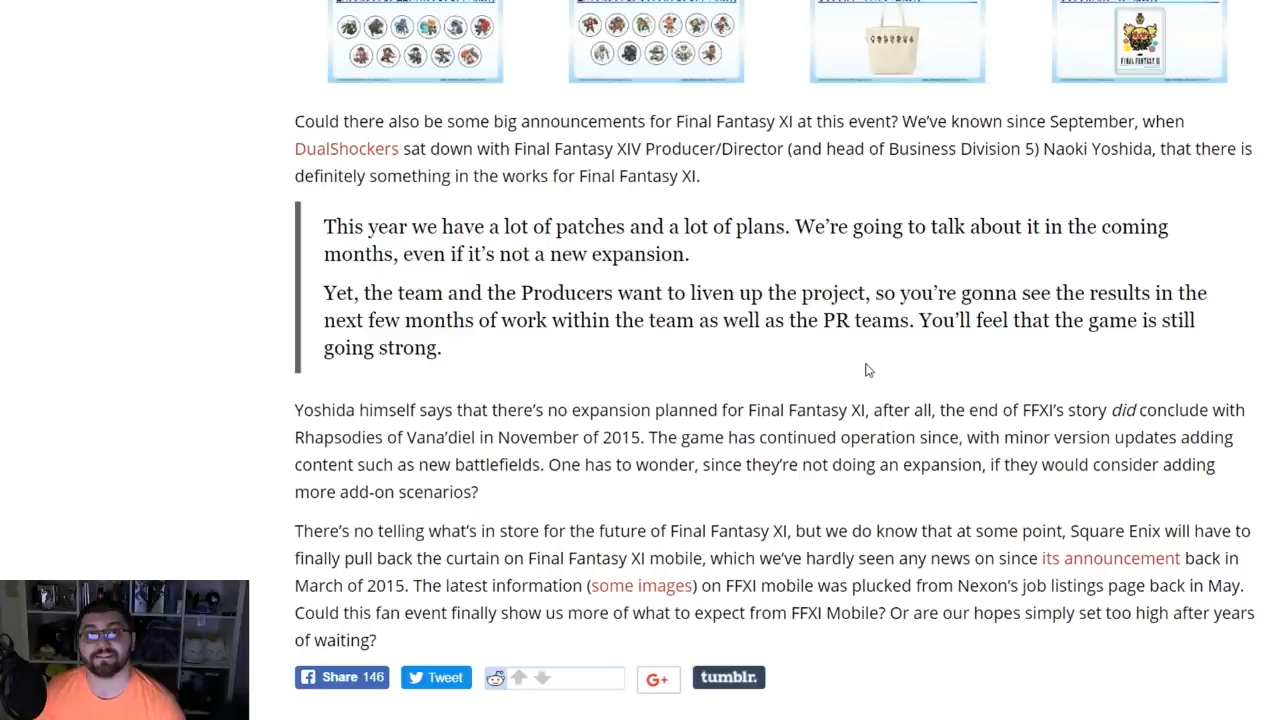 FINAL FANTASY XI
Could there also be some big announcements for Final Fantasy XI at this event? We’ve known since September, when
DualShockers sat down with Final Fantasy XIV Producer/Director (and head of Business Division 5) Naoki Yoshida, that there is
definitely something in the works for Final Fantasy XI.
This year we have a lot of patches and a lot of plans. We’re going to talk about it in the coming
months, even if it’s not a new expansion.
Yet, the team and the Producers want to liven up the project, so you’re gonna see the results in the
next few months of work within the team as well as the PR teams. You’ll feel that the game is still
going strong.
Yoshida himself says that there’s no expansion planned for Final Fantasy XI, after all, the end of FFXI’s story did conclude with
Rhapsodies of Vana’diel in November of 2015. The game has continued operation since, with minor version updates adding
content such as new battlefields. One has to wonder, since they’re not doing an expansion, if they would consider adding
more add-on scenarios?
There’s no telling what’s in store for the future of Final Fantasy XI, but we do know that at some point, Square Enix will have to
finally pull back the curtain on Final Fantasy XI mobile, which we’ve hardly seen any news on since its announcement back in
March of 2015. The latest information (some images) on FFXI mobile was plucked from Nexon’s job listings page back in May.
Could this fan event finally show us more of what to expect from FFXI Mobile? Or are our hopes simply set too high after years
of waiting?
Share 146 Tweet G+ tumblr.